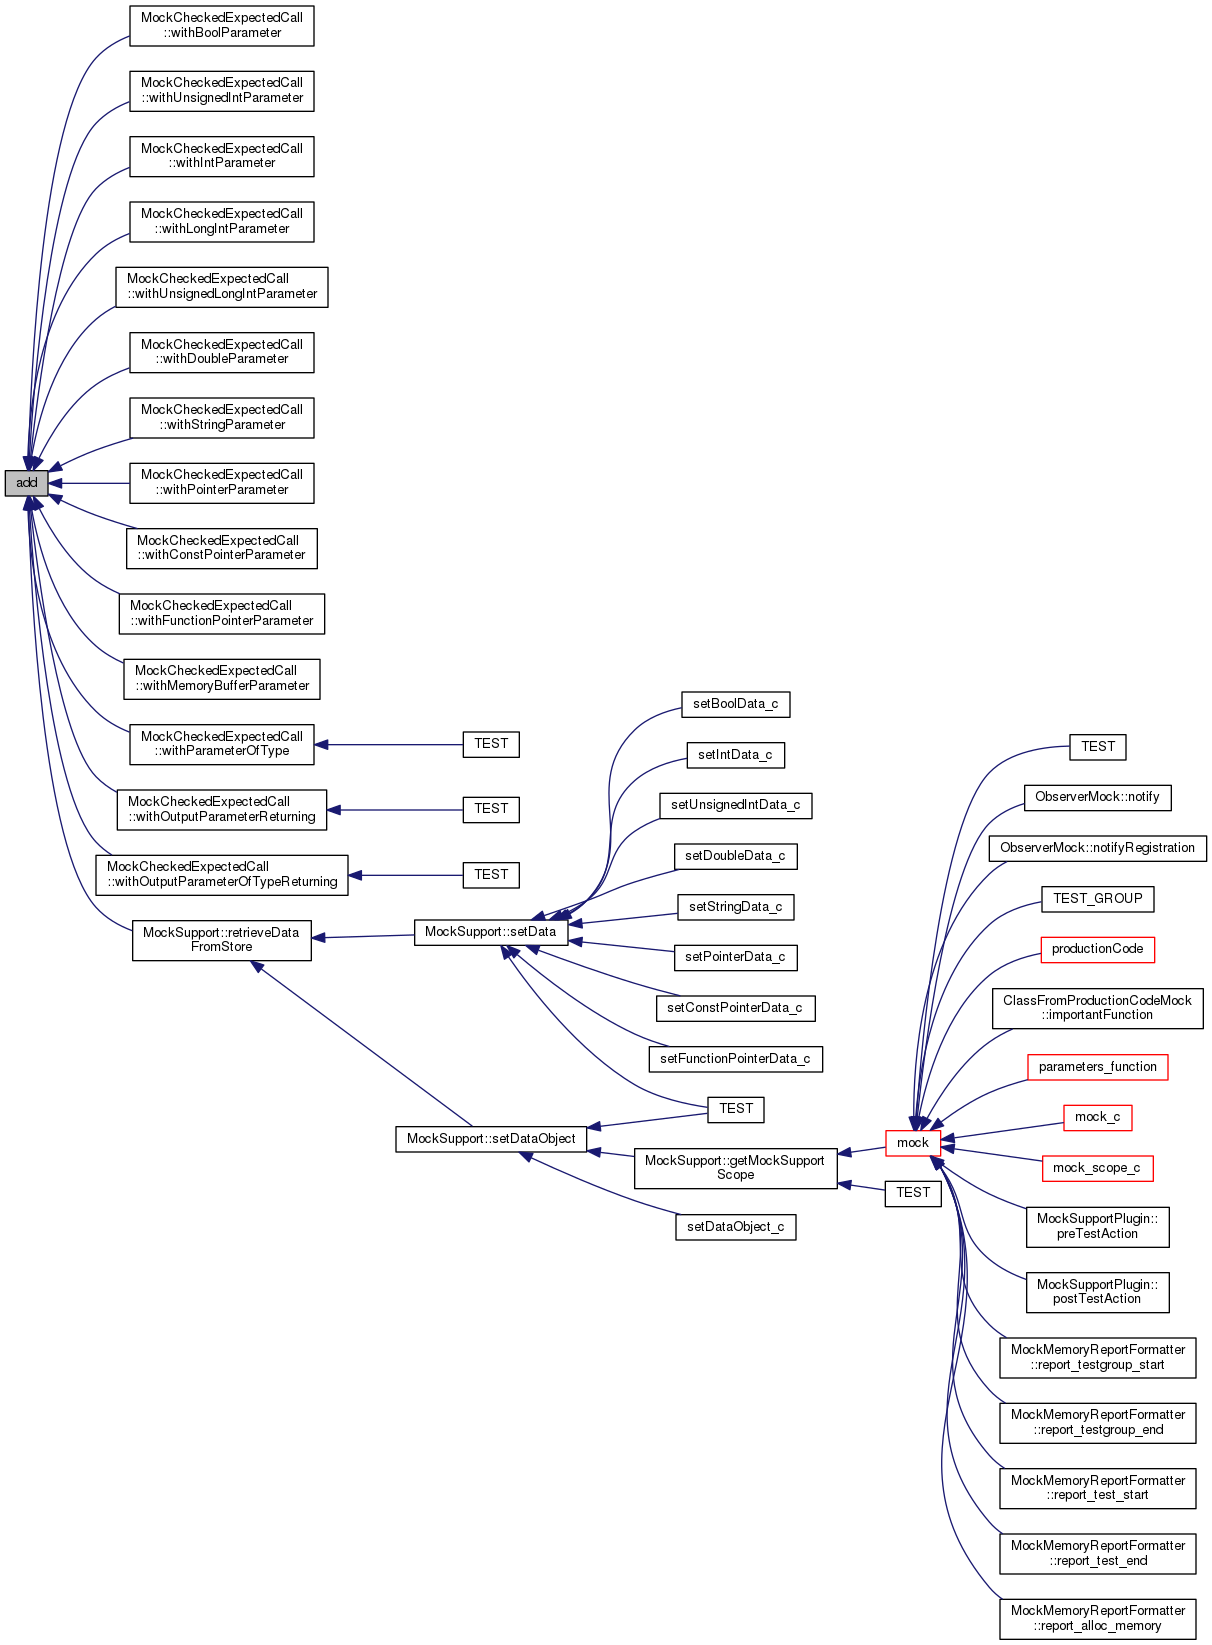 MockCheckedExpectedCall
::withBoolParameter
MockCheckedExpectedCall
::withUnsignedIntParameter
MockCheckedExpectedCall
::withIntParameter
MockCheckedExpectedCall
::withLongIntParameter
MockCheckedExpectedCall
::withUnsignedLongIntParameter
MockCheckedExpectedCall
::withDoubleParameter
MockCheckedExpectedCall
::withStringParameter
add
MockCheckedExpectedCall
::withPointerParameter
MockCheckedExpectedCall
::withConstPointerParameter
MockCheckedExpectedCall
::withFunctionPointerParameter
MockCheckedExpectedCall
::withMemoryBufferParameter
MockCheckedExpectedCall
::withParameterOfType
TEST
MockCheckedExpectedCall
::withOutputParameterReturning
TEST
MockCheckedExpectedCall
::withOutputParameterOfTypeReturning
TEST
MockSupport::retrieveData
FromStore
MockSupport::setData
setBoolData_c
setIntData_c
setUnsignedIntData_c
setDoubleData_c
setStringData_c
setPointerData_c
setConstPointerData_c
setFunctionPointerData_c
TEST
MockSupport::setDataObject
MockSupport::getMockSupport
Scope
setDataObject_c
mock
TEST
TEST
ObserverMock::notify
ObserverMock::notifyRegistration
TEST_GROUP
productionCode
ClassFromProductionCodeMock
::importantFunction
parameters_function
mock_c
mock_scope_c
MockSupportPlugin::
preTestAction
MockSupportPlugin::
postTestAction
MockMemoryReportFormatter
::report_testgroup_start
MockMemoryReportFormatter
::report_testgroup_end
MockMemoryReportFormatter
::report_test_start
MockMemoryReportFormatter
::report_test_end
MockMemoryReportFormatter
::report_alloc_memory